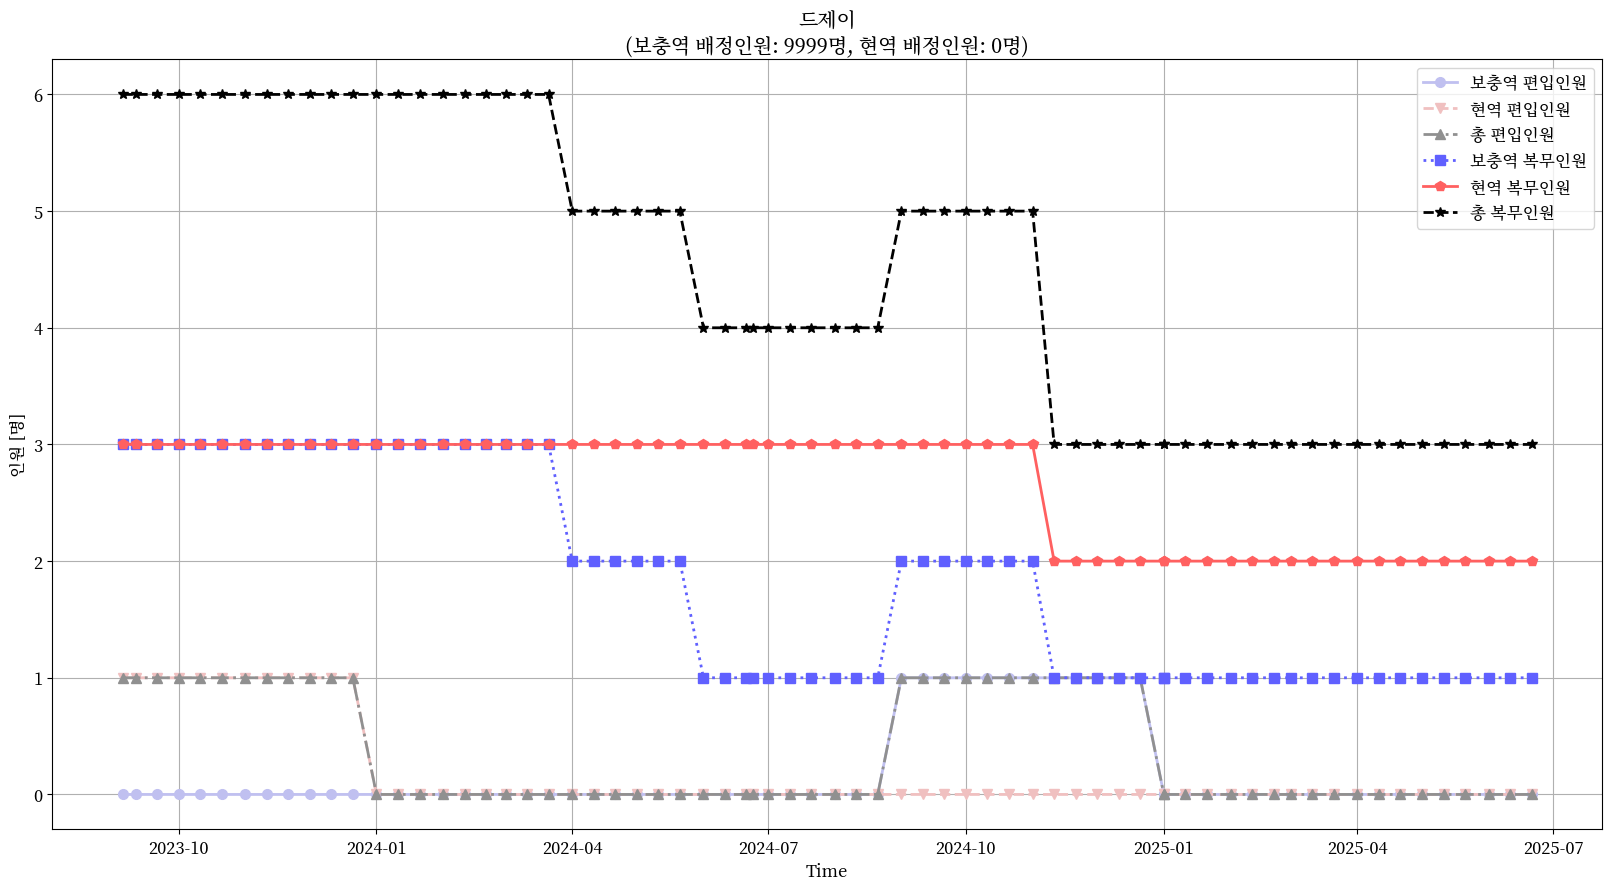 드제이
(보충역 배정인원: 9999명, 현역 배정인원: 0명)
보충역 편입인원
현역 편입인원
총 편입인원
보충역 복무인원
현역 복무인원
총 복무인원
인원 [명]
6
5
4
3
2
1
0
2023-10 2024-01 2024-04 2024-07 2024-10 2025-01 2025-04 2025-07
Time